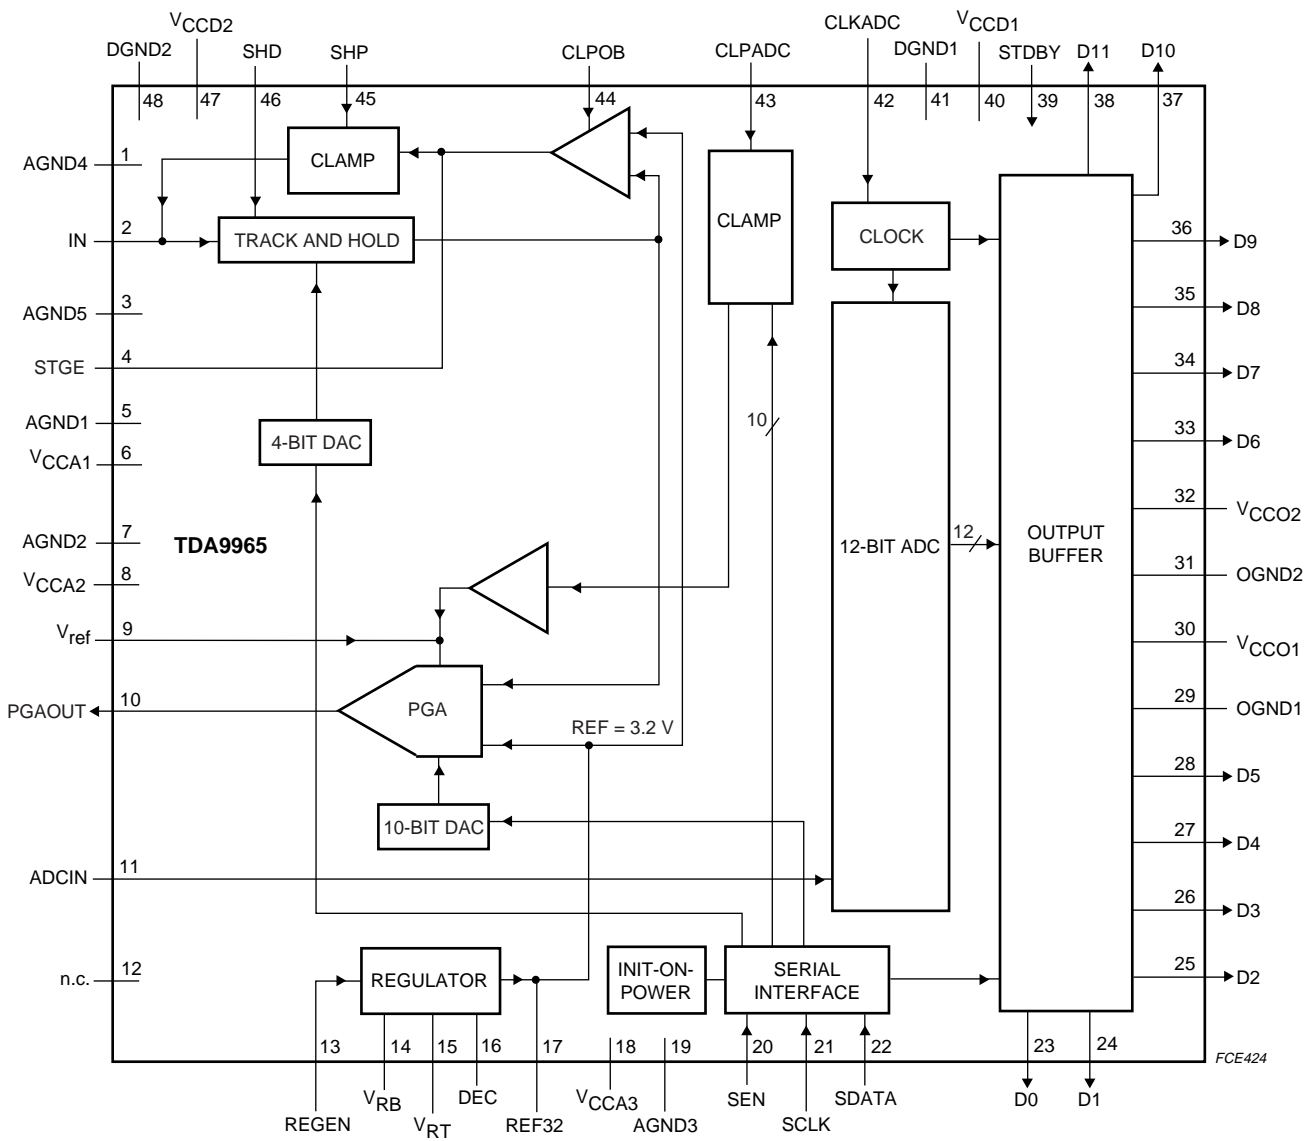 VCCD2
VCCD1
DGND2
SHD
SHP
CLPOB
CLPADC
CLKADC
DGND1
STDBY
D11
D10
48
47
46
45
44
43
42
41
40
39
38
37
AGND4
1
CLAMP
CLAMP
IN
2
TRACK AND HOLD
CLOCK
36
D9
AGND5
3
35
D8
STGE
4
34
D7
AGND1
5
4-BIT DAC
10
33
D6
VCCA1
6
32
VCCO2
AGND2
7
TDA9965
12-BIT ADC
12
OUTPUT
BUFFER
VCCA2
8
31
OGND2
Vref
9
30
VCCO1
PGAOUT
10
PGA
REF = 3.2 V
29
OGND1
28
D5
10-BIT DAC
27
D4
ADCIN
11
26
D3
n.c.
12
REGULATOR
INIT-ON-
POWER
SERIAL
INTERFACE
25
D2
13
14
15
16
17
18
19
20
21
22
23
24
FCE424
REGEN
VRB
VRT
DEC
REF32
VCCA3
AGND3
SEN
SCLK
SDATA
D0
D1